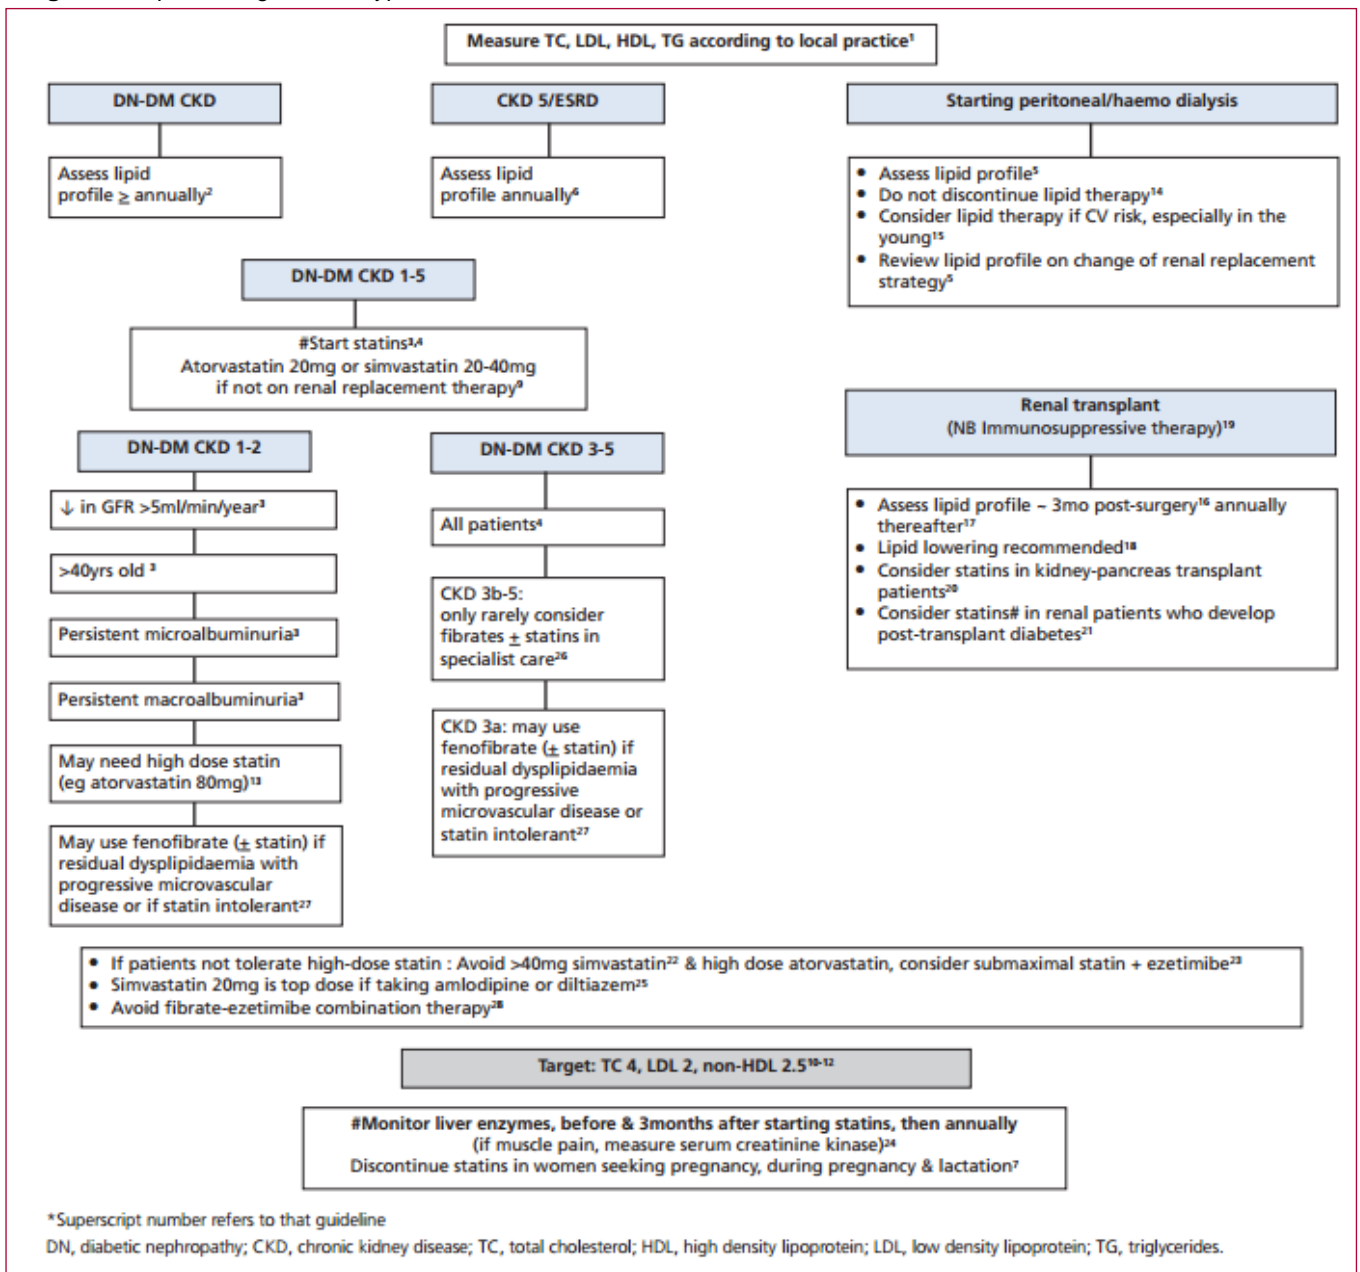 Measure TC, LDL, HDL, TG according to local practice¹
DN-DM CKD
Assess lipid
profile ≥ annually²
CKD 5/ESRD
Assess lipid
profile annually⁶
Starting peritoneal/haemo dialysis
• Assess lipid profile⁵
• Do not discontinue lipid therapy¹⁴
• Consider lipid therapy if CV risk, especially in the
young¹⁵
• Review lipid profile on change of renal replacement
strategy⁵
DN-DM CKD 1-5
#Start statins³,⁴
Atorvastatin 20mg or simvastatin 20-40mg
if not on renal replacement therapy⁹
Renal transplant
(NB Immunosuppressive therapy)¹⁹
• Assess lipid profile ~ 3mo post-surgery¹⁶ annually
thereafter¹⁷
• Lipid lowering recommended¹⁸
• Consider statins in kidney-pancreas transplant
patients²⁰
• Consider statins# in renal patients who develop
post-transplant diabetes²¹
DN-DM CKD 1-2
↓ in GFR >5ml/min/year³
>40yrs old ³
Persistent microalbuminuria³
Persistent macroalbuminuria³
May need high dose statin
(eg atorvastatin 80mg)¹³
May use fenofibrate (± statin) if
residual dysplipidaemia with
progressive microvascular
disease or if statin intolerant²⁷
DN-DM CKD 3-5
All patients⁴
CKD 3b-5:
only rarely consider
fibrates ± statins in
specialist care²⁶
CKD 3a: may use
fenofibrate (± statin) if
residual dysplipidaemia
with progressive
microvascular disease or
statin intolerant²⁷
• If patients not tolerate high-dose statin : Avoid >40mg simvastatin²² & high dose atorvastatin, consider submaximal statin + ezetimibe²³
• Simvastatin 20mg is top dose if taking amlodipine or diltiazem²⁵
• Avoid fibrate-ezetimibe combination therapy²⁸
Target: TC 4, LDL 2, non-HDL 2.5¹⁰⁻¹²
#Monitor liver enzymes, before & 3months after starting statins, then annually
(if muscle pain, measure serum creatinine kinase)²⁴
Discontinue statins in women seeking pregnancy, during pregnancy & lactation⁷
*Superscript number refers to that guideline
DN, diabetic nephropathy; CKD, chronic kidney disease; TC, total cholesterol; HDL, high density lipoprotein; LDL, low density lipoprotein; TG, triglycerides.